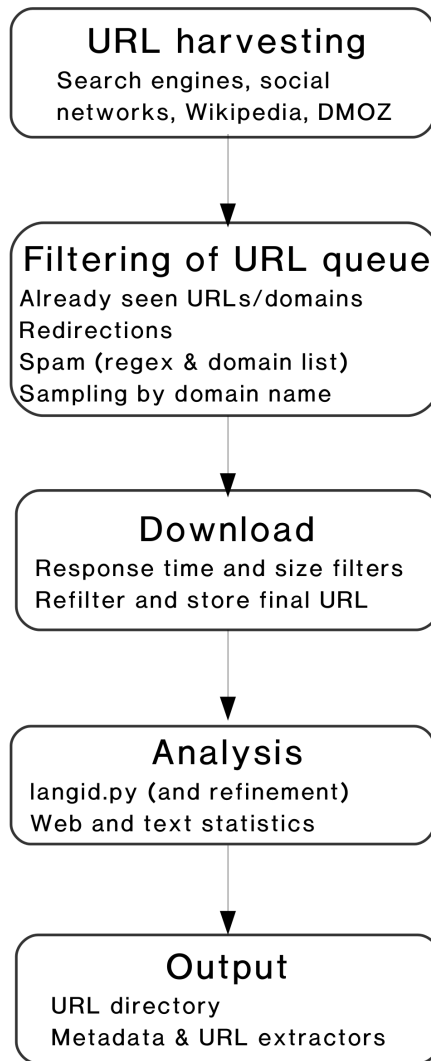 URL harvesting
Search engines, social
networks, Wikipedia, DMOZ
Filtering of URL queue
Already seen URLs/domains
Redirections
Spam (regex & domain list)
Sampling by domain name
Download
Response time and size filters
Refilter and store final URL
Analysis
langid.py (and refinement)
Web and text statistics
Output
URL directory
Metadata & URL extractors